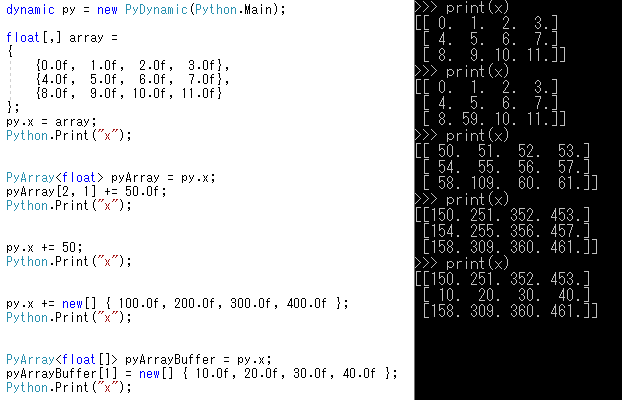 dynamic py = new PyDynamic(Python.Main);
float[,] array =
{
{0.0f, 1.0f, 2.0f, 3.0f},
{4.0f, 5.0f, 6.0f, 7.0f},
{8.0f, 9.0f, 10.0f, 11.0f}
};
py.x = array;
Python.Print("x");
PyArray<float> pyArray = py.x;
pyArray[2, 1] += 50.0f;
Python.Print("x");
py.x += 50;
Python.Print("x");
py.x += new[] { 100.0f, 200.0f, 300.0f, 400.0f };
Python.Print("x");
PyArray<float[]> pyArrayBuffer = py.x;
pyArrayBuffer[1] = new[] { 10.0f, 20.0f, 30.0f, 40.0f };
Python.Print("x");
>>> print(x)
[[ 0. 1. 2. 3.]
[ 4. 5. 6. 7.]
[ 8. 9. 10. 11.]]
>>> print(x)
[[ 0. 1. 2. 3.]
[ 4. 5. 6. 7.]
[ 8. 59. 10. 11.]]
>>> print(x)
[[ 50. 51. 52. 53.]
[ 54. 55. 56. 57.]
[ 58. 109. 60. 61.]]
>>> print(x)
[[150. 251. 352. 453.]
[154. 255. 356. 457.]
[158. 309. 360. 461.]]
>>> print(x)
[[150. 251. 352. 453.]
[ 10. 20. 30. 40.]
[158. 309. 360. 461.]]